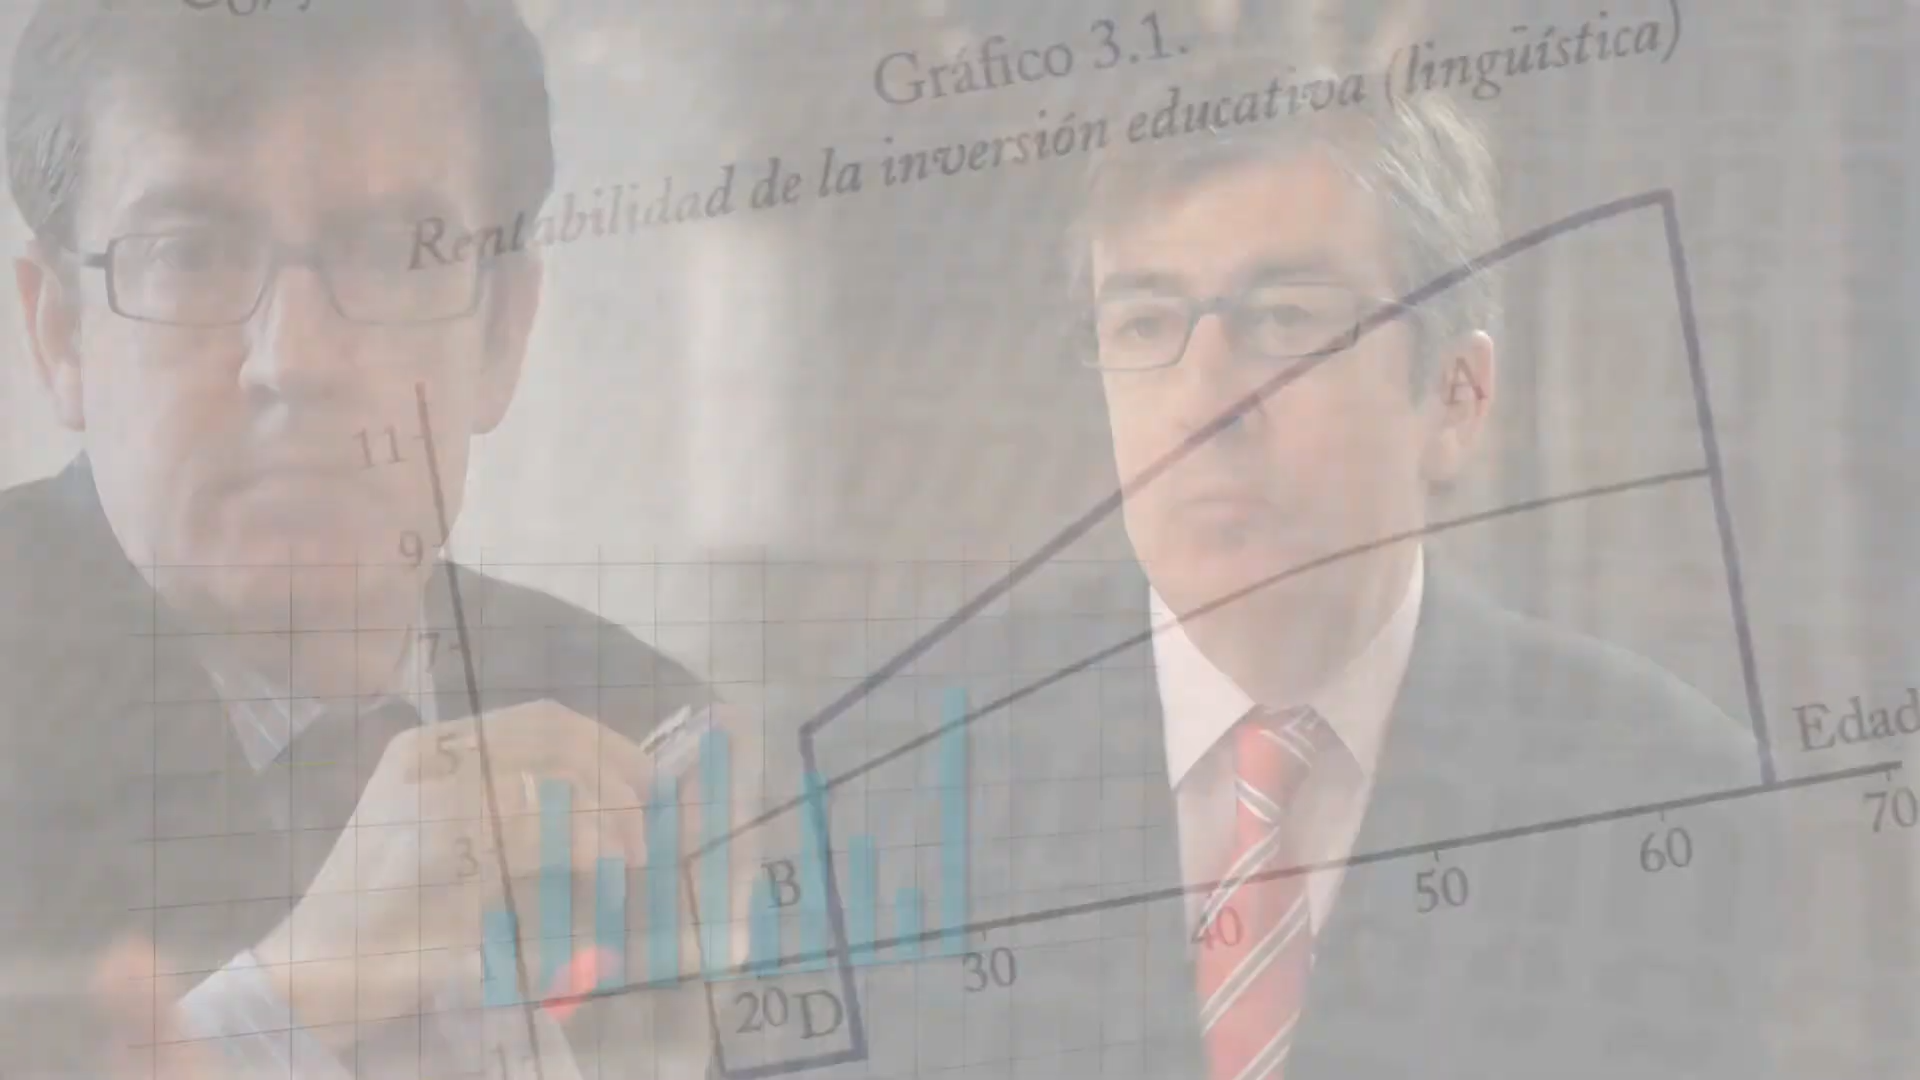 Gráfico 3.1.
Rentabilidad de la inversión educativa (lingüística)
11
9
7
5
3
1
A
B
D
Edad
20
30
40
50
60
70